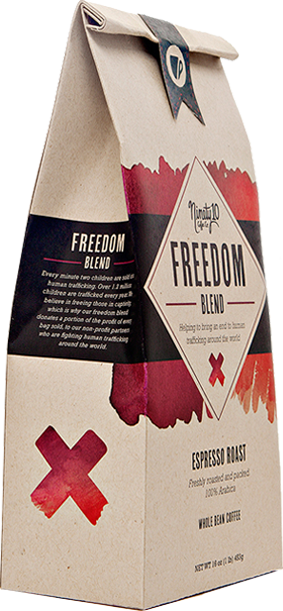 FREEDOM
BLEND
Every minute two children are sold into
human trafficking. Over 1.2 million
children are trafficked every year. We
believe in freeing those in captivity
which is why our freedom blend
donates a portion of the profit of every
bag sold, to our non-profit partners
who are fighting human trafficking
around the world.
Ninety10
FREEDOM
BLEND
Helping to bring an end to human
trafficking around the world.
ESPRESSO ROAST
Freshly roasted and packed
100% Arabica
WHOLE BEAN COFFEE
NET WT 16 oz (1 lb) 453g